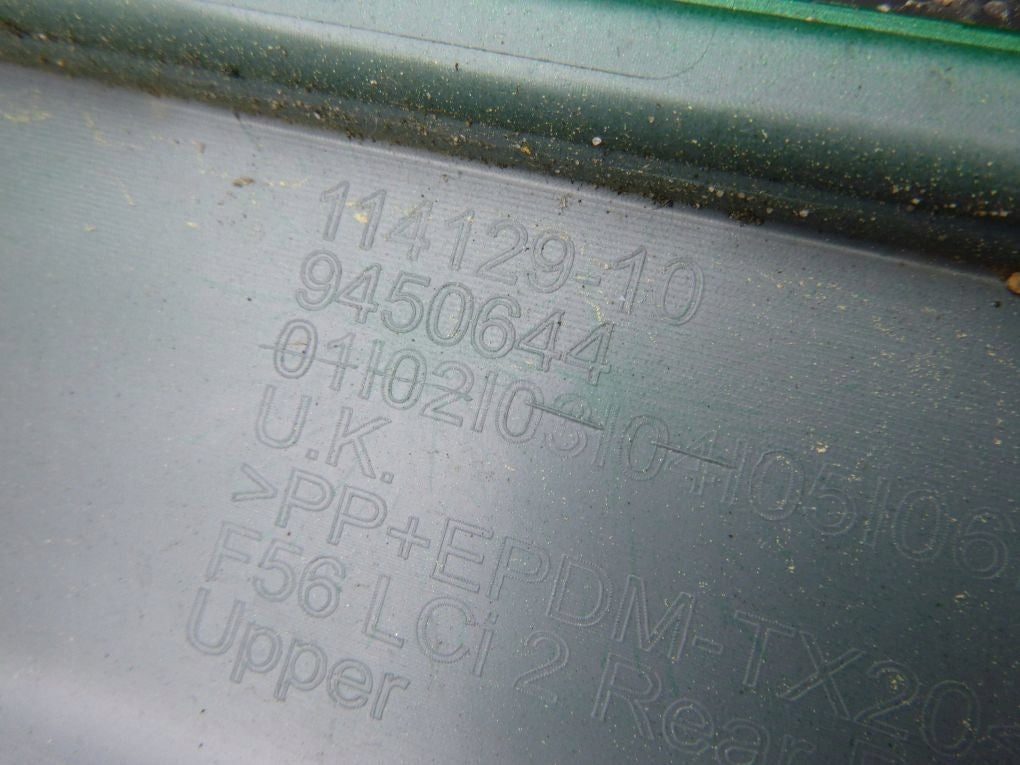 114129-10
9450644
01|02|03|04|05|06
U.K.
>PP+EPDM-TX20<
F56 LCi 2 Rear
Upper